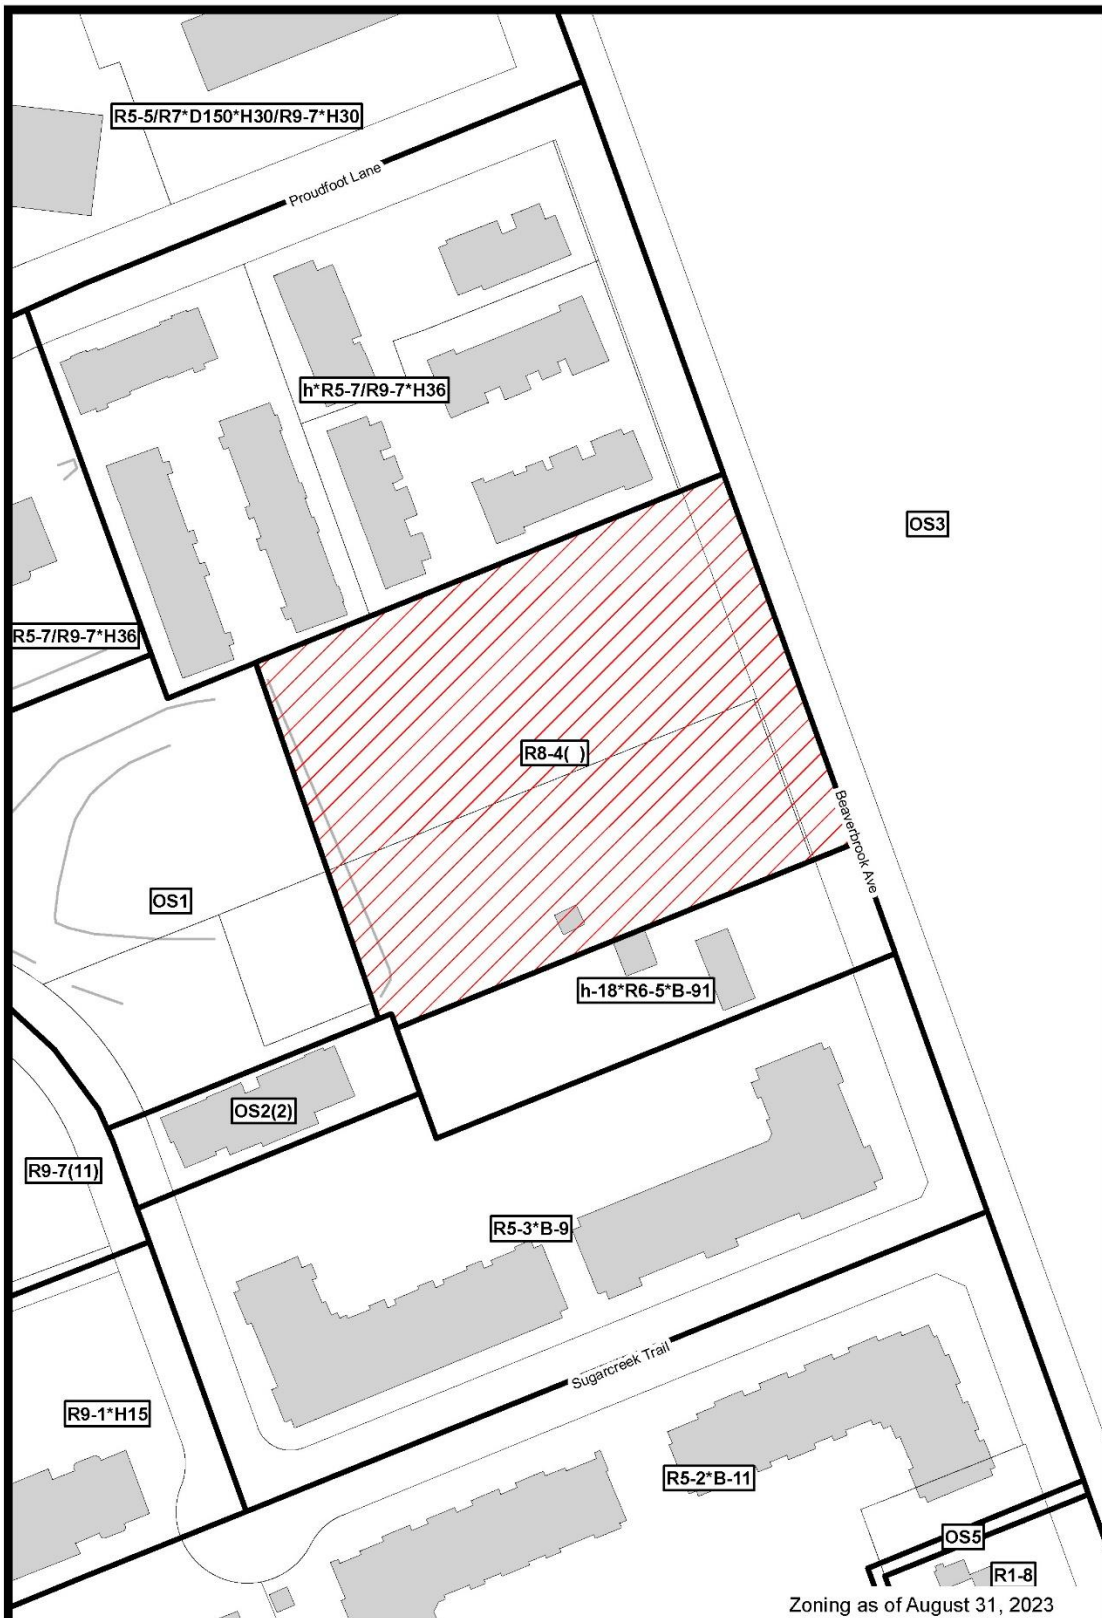 R5-5/R7*D150*H30/R9-7*H30
Proudfoot Lane
h*R5-7/R9-7*H36
OS3
R5-7/R9-7*H36
R8-4( )
Beaverbrook Ave
OS1
h-18*R6-5*B-91
OS2(2)
R9-7(11)
R5-3*B-9
Sugarcreek Trail
R9-1*H15
R5-2*B-11
OS5
R1-8
Zoning as of August 31, 2023